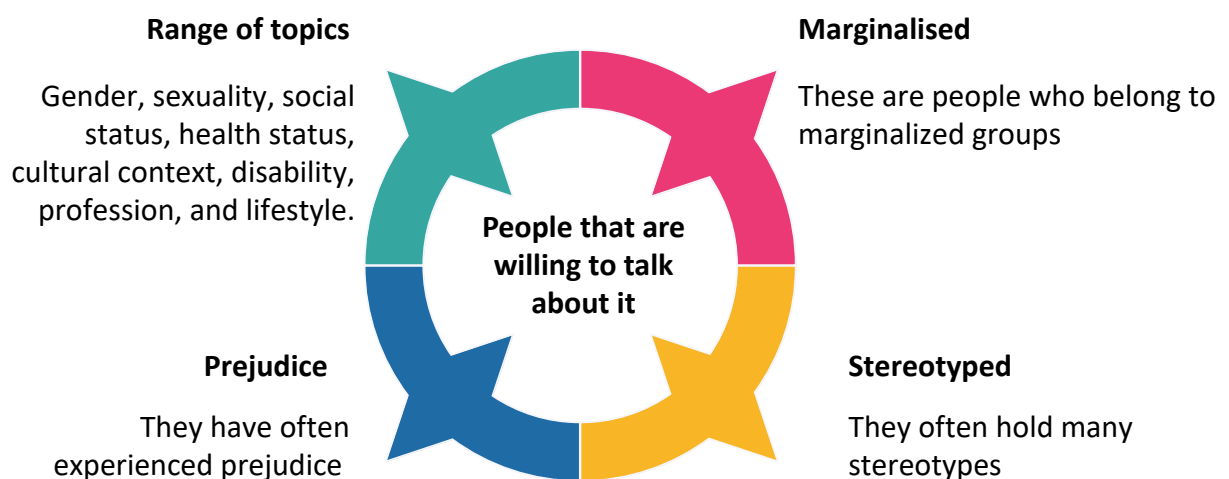 Range of topics
Gender, sexuality, social
status, health status,
cultural context, disability,
profession, and lifestyle.
Marginalised
These are people who belong to
marginalized groups
People that are
willing to talk
about it
Prejudice
They have often
experienced prejudice
Stereotyped
They often hold many
stereotypes